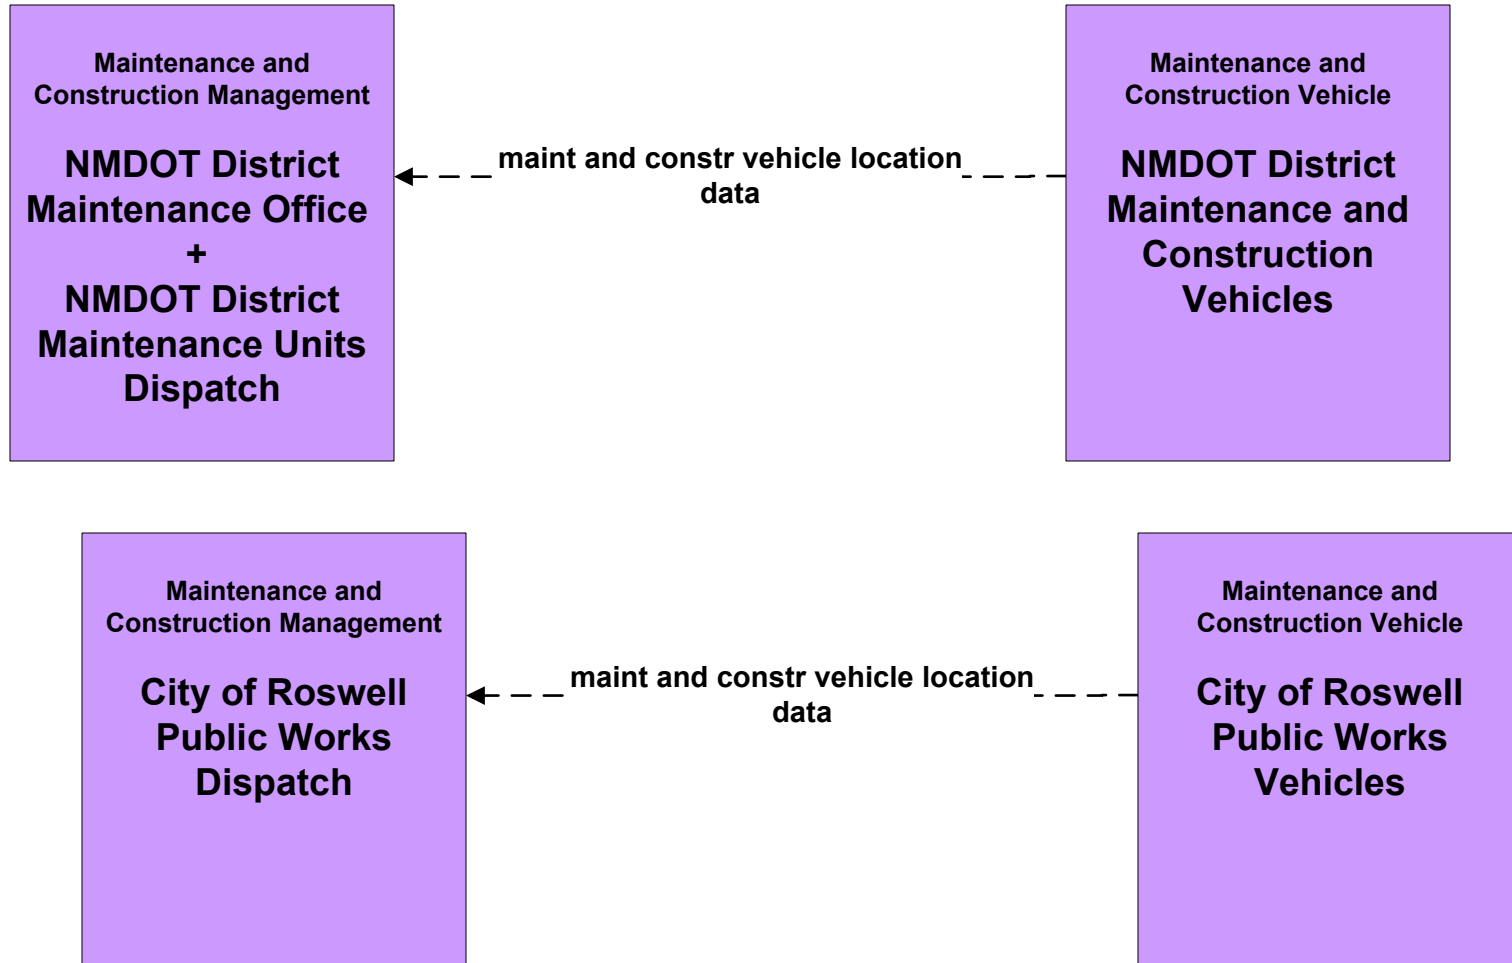 Maintenance and
Construction Management
NMDOT District
Maintenance Office
+
NMDOT District
Maintenance Units
Dispatch
maint and constr vehicle location
data
Maintenance and
Construction Vehicle
NMDOT District
Maintenance and
Construction
Vehicles
Maintenance and
Construction Management
City of Roswell
Public Works
Dispatch
maint and constr vehicle location
data
Maintenance and
Construction Vehicle
City of Roswell
Public Works
Vehicles